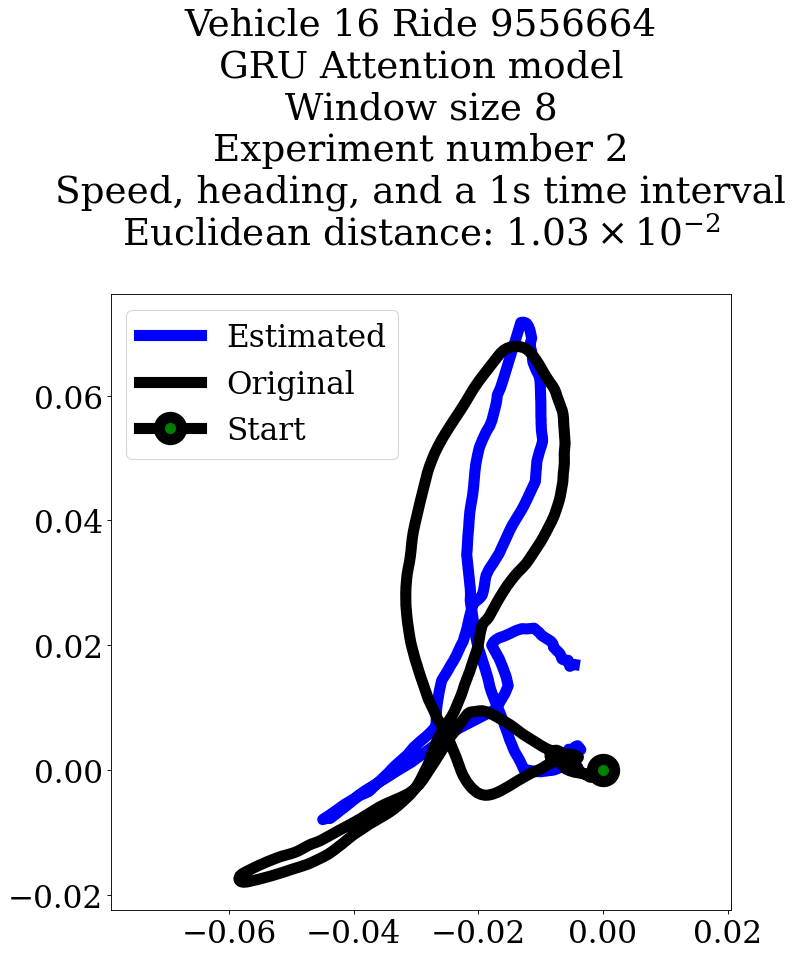 Vehicle 16 Ride 9556664
GRU Attention model
Window size 8
Experiment number 2
Speed, heading, and a 1s time interval
Euclidean distance: 1.03 × 10⁻²
Estimated
Original
Start
0.06
0.04
0.02
0.00
−0.02
−0.06
−0.04
−0.02
0.00
0.02